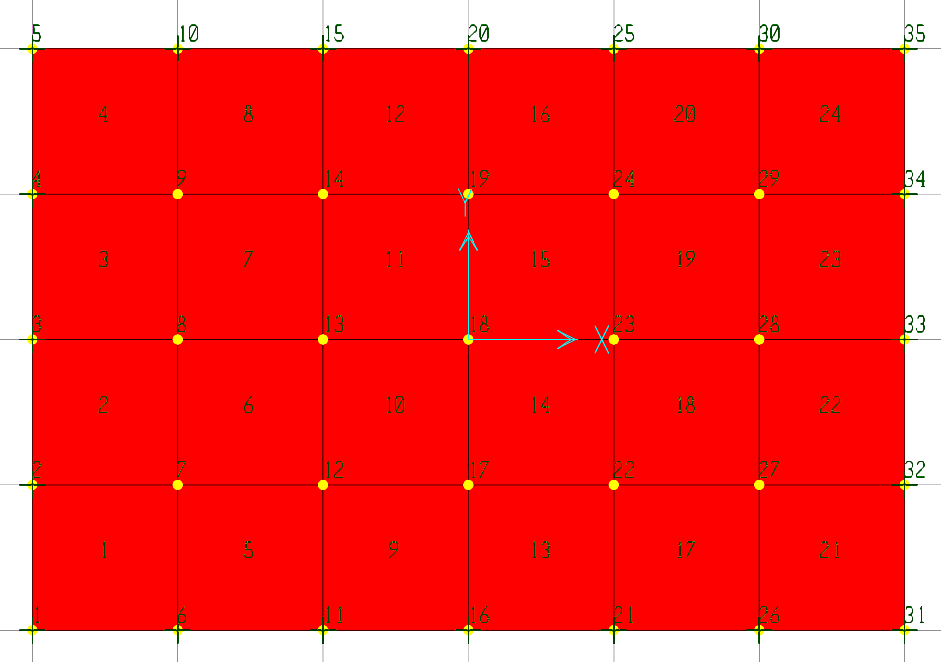 5 10 15 20 25 30 35
4 8 12 16 20 24
4 9 14 19 24 29 34
Y
3 7 11 15 19 23
3 8 13 18 23 28 33
X
2 6 10 14 18 22
2 7 12 17 22 27 32
1 5 9 13 17 21
1 6 11 16 21 26 31